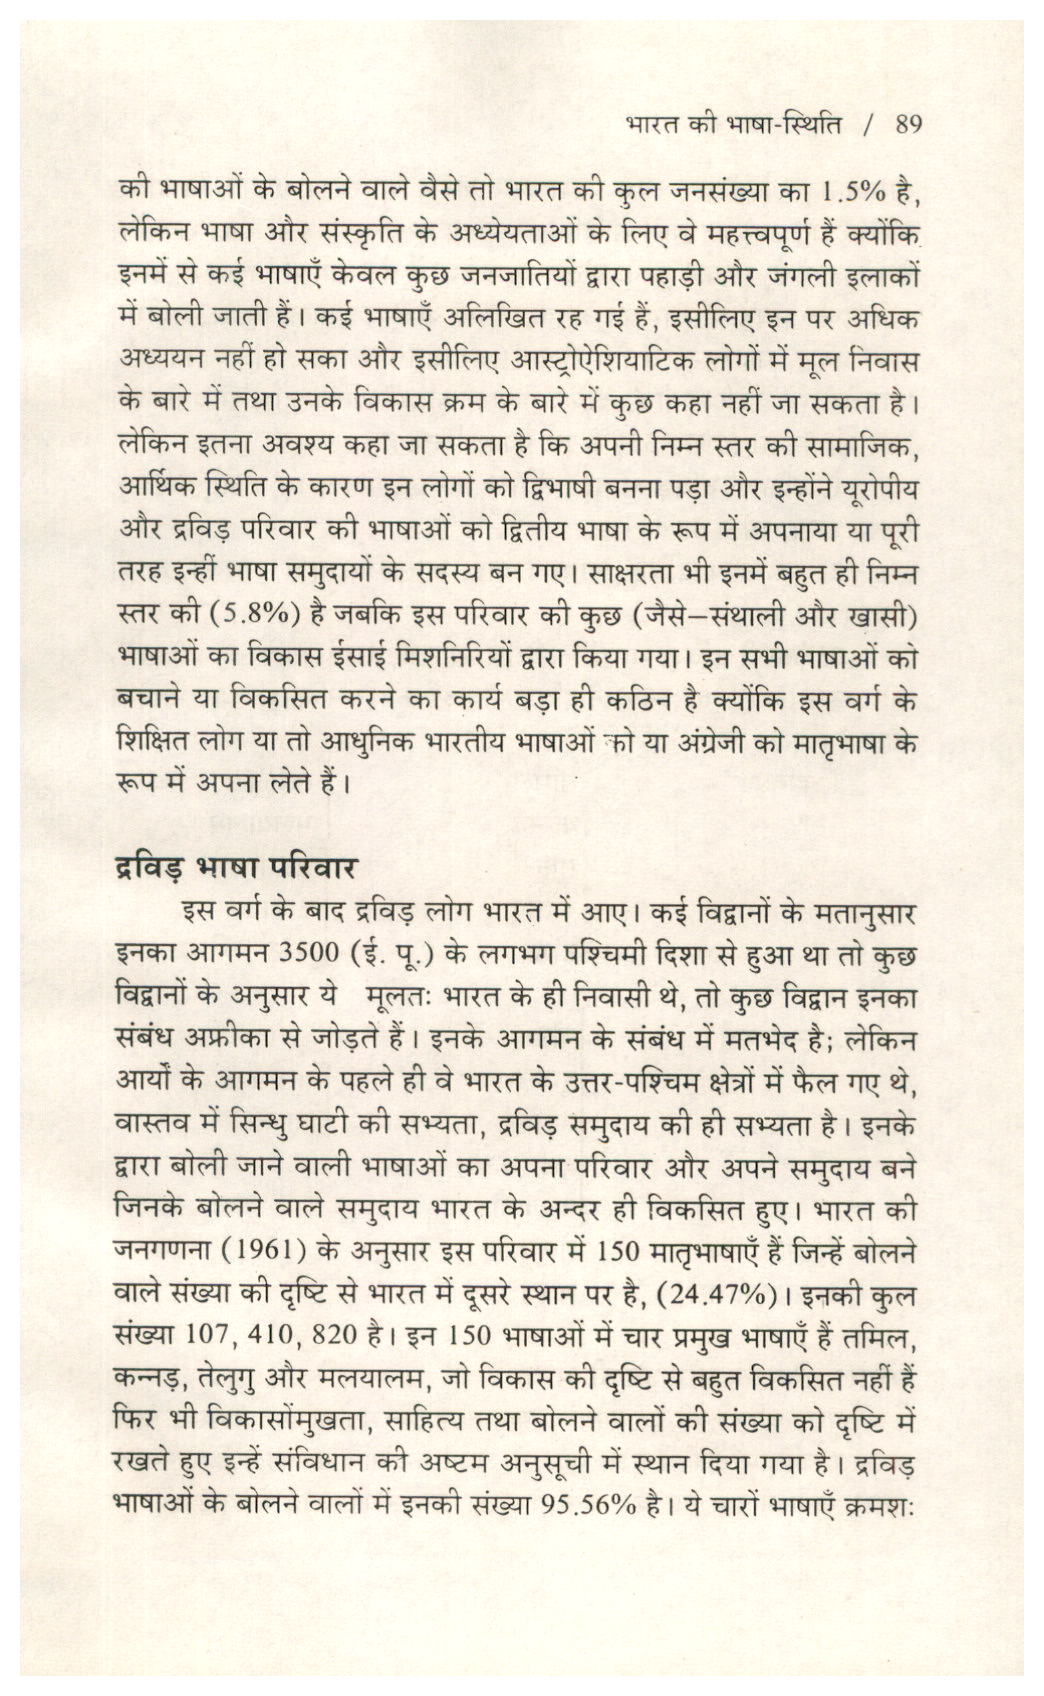 भारत की भाषा-स्थिति / 89
की भाषाओं के बोलने वाले वैसे तो भारत की कुल जनसंख्या का 1.5% है,
लेकिन भाषा और संस्कृति के अध्येयताओं के लिए वे महत्त्वपूर्ण हैं क्योंकि
इनमें से कई भाषाएँ केवल कुछ जनजातियों द्वारा पहाड़ी और जंगली इलाकों
में बोली जाती हैं। कई भाषाएँ अलिखित रह गई हैं, इसीलिए इन पर अधिक
अध्ययन नहीं हो सका और इसीलिए आस्ट्रोऐशियाटिक लोगों में मूल निवास
के बारे में तथा उनके विकास क्रम के बारे में कुछ कहा नहीं जा सकता है।
लेकिन इतना अवश्य कहा जा सकता है कि अपनी निम्न स्तर की सामाजिक,
आर्थिक स्थिति के कारण इन लोगों को द्विभाषी बनना पड़ा और इन्होंने यूरोपीय
और द्रविड़ परिवार की भाषाओं को द्वितीय भाषा के रूप में अपनाया या पूरी
तरह इन्हीं भाषा समुदायों के सदस्य बन गए। साक्षरता भी इनमें बहुत ही निम्न
स्तर की (5.8%) है जबकि इस परिवार की कुछ (जैसे—संथाली और खासी)
भाषाओं का विकास ईसाई मिशनिरियों द्वारा किया गया। इन सभी भाषाओं को
बचाने या विकसित करने का कार्य बड़ा ही कठिन है क्योंकि इस वर्ग के
शिक्षित लोग या तो आधुनिक भारतीय भाषाओं को या अंग्रेजी को मातृभाषा के
रूप में अपना लेते हैं।
द्रविड़ भाषा परिवार
इस वर्ग के बाद द्रविड़ लोग भारत में आए। कई विद्वानों के मतानुसार
इनका आगमन 3500 (ई. पू.) के लगभग पश्चिमी दिशा से हुआ था तो कुछ
विद्वानों के अनुसार ये मूलतः भारत के ही निवासी थे, तो कुछ विद्वान इनका
संबंध अफ्रीका से जोड़ते हैं। इनके आगमन के संबंध में मतभेद है; लेकिन
आर्यों के आगमन के पहले ही वे भारत के उत्तर-पश्चिम क्षेत्रों में फैल गए थे,
वास्तव में सिन्धु घाटी की सभ्यता, द्रविड़ समुदाय की ही सभ्यता है। इनके
द्वारा बोली जाने वाली भाषाओं का अपना परिवार और अपने समुदाय बने
जिनके बोलने वाले समुदाय भारत के अन्दर ही विकसित हुए। भारत की
जनगणना (1961) के अनुसार इस परिवार में 150 मातृभाषाएँ हैं जिन्हें बोलने
वाले संख्या की दृष्टि से भारत में दूसरे स्थान पर है, (24.47%)। इनकी कुल
संख्या 107, 410, 820 है। इन 150 भाषाओं में चार प्रमुख भाषाएँ हैं तमिल,
कन्नड़, तेलुगु और मलयालम, जो विकास की दृष्टि से बहुत विकसित नहीं हैं
फिर भी विकासोंमुखता, साहित्य तथा बोलने वालों की संख्या को दृष्टि में
रखते हुए इन्हें संविधान की अष्टम अनुसूची में स्थान दिया गया है। द्रविड़
भाषाओं के बोलने वालों में इनकी संख्या 95.56% है। ये चारों भाषाएँ क्रमशः